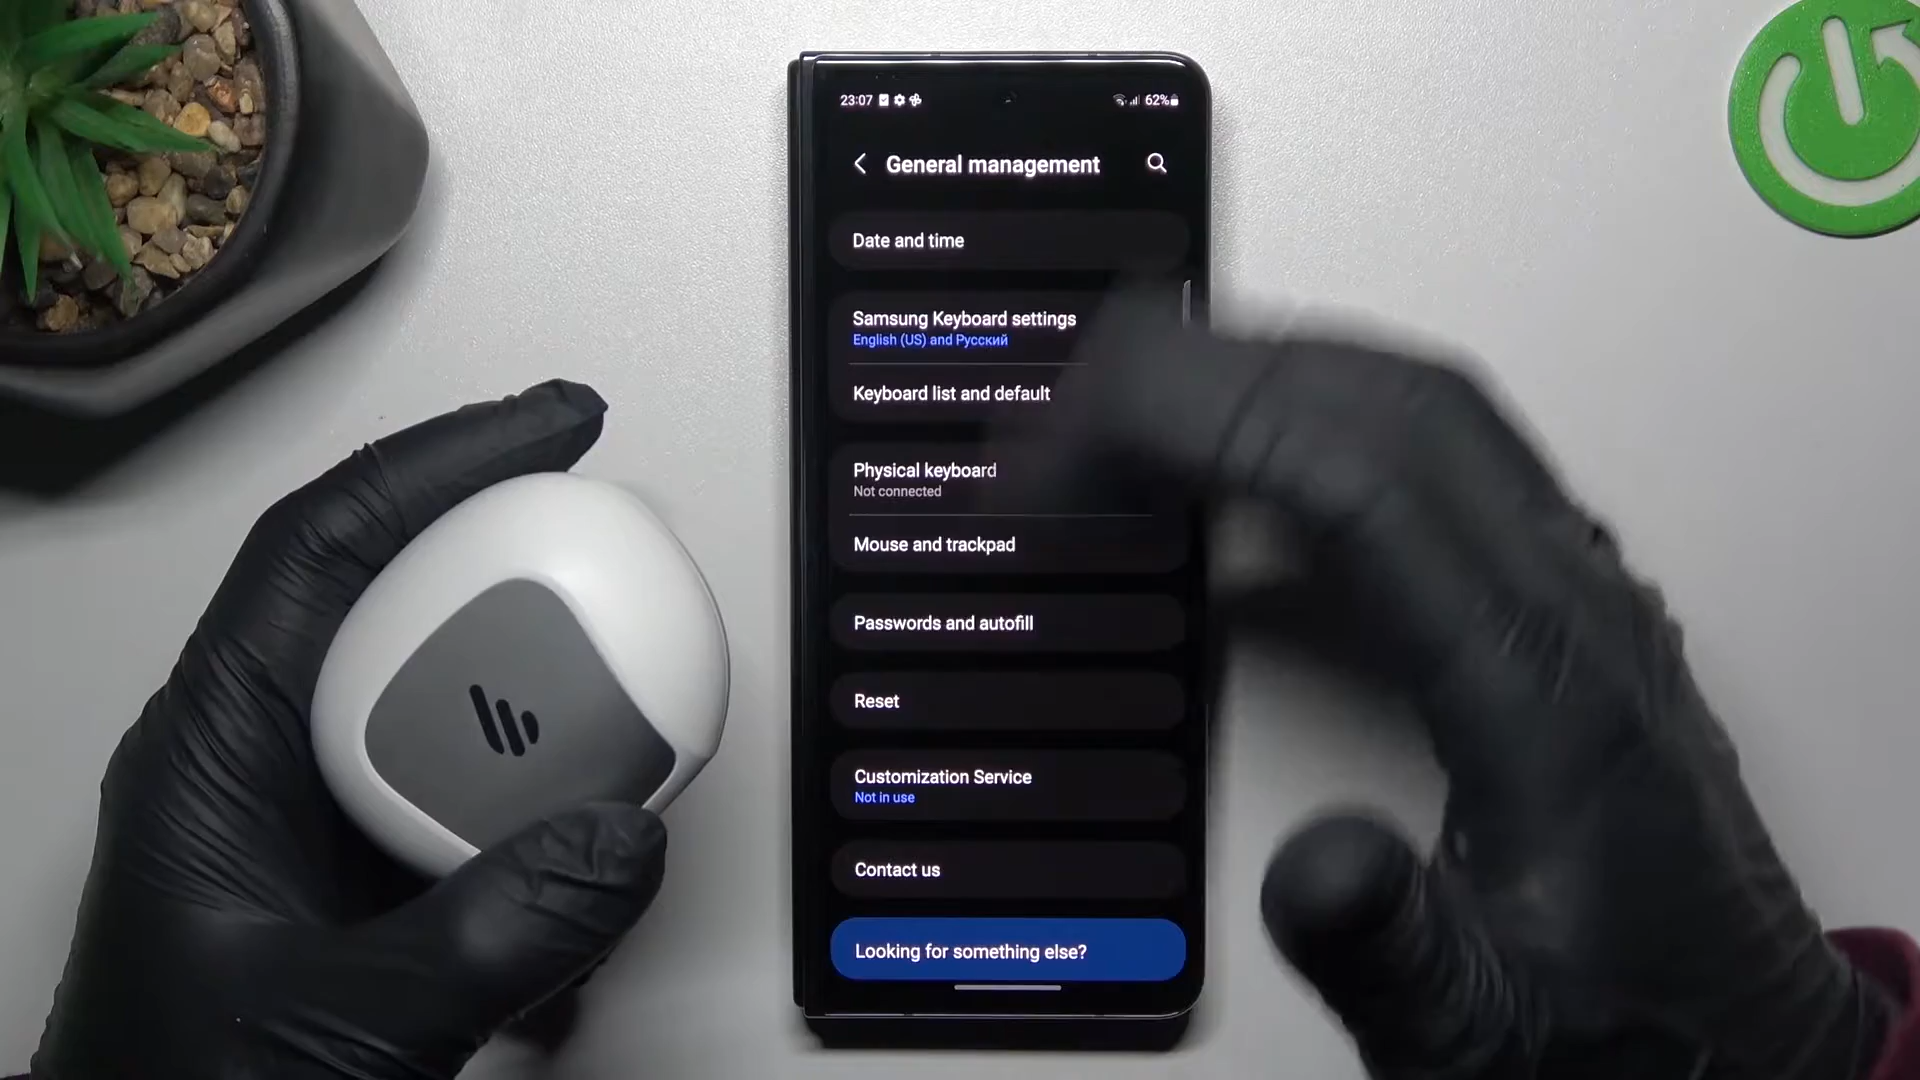 23:07
62%
General management
Date and time
Samsung Keyboard settings
English (US) and Русский
Keyboard list and default
Physical keyboard
Not connected
Mouse and trackpad
Passwords and autofill
Reset
Customization Service
Not in use
Contact us
Looking for something else?